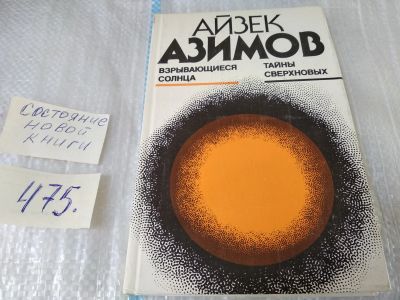 АЙЗЕК
АЗИМОВ
ВЗРЫВАЮЩИЕСЯ
СОЛНЦА
ТАЙНЫ
СВЕРХНОВЫХ
СОСТОЯНИЕ
НОВОЙ
КНИГИ
475.